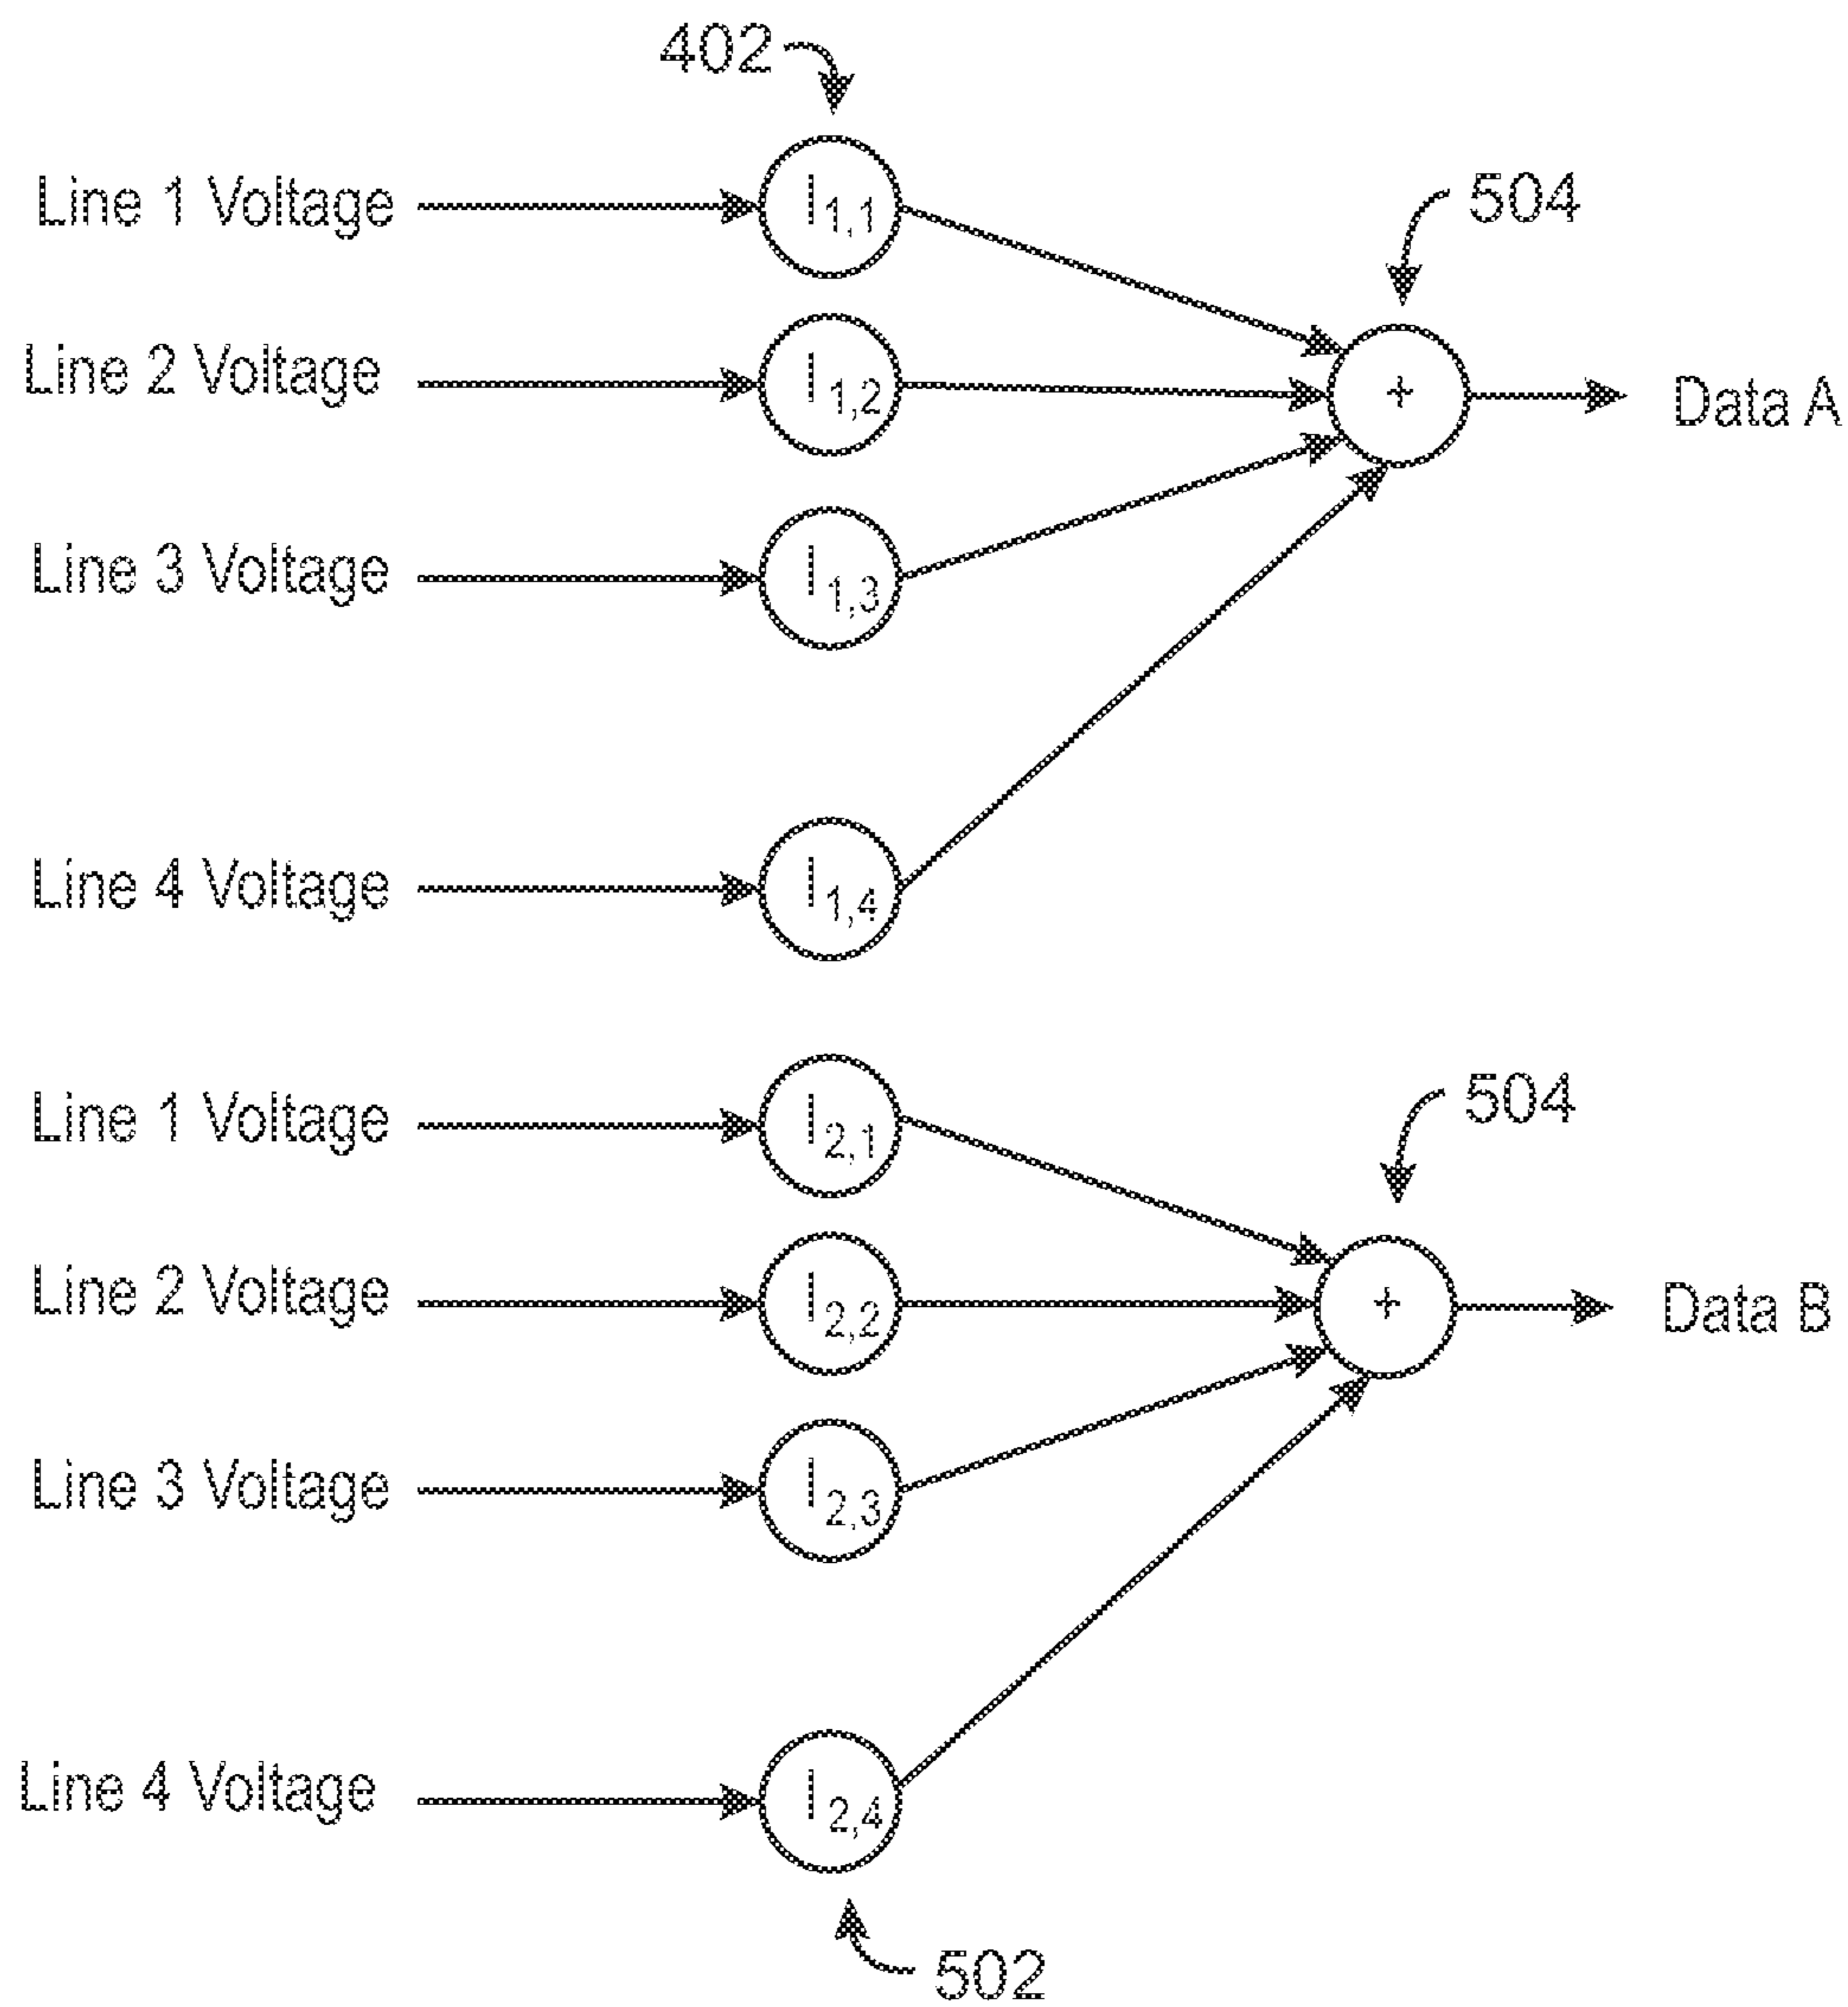 402
Line 1 Voltage
I1,1
504
Line 2 Voltage
I1,2
+
Data A
Line 3 Voltage
I1,3
Line 4 Voltage
I1,4
Line 1 Voltage
I2,1
504
Line 2 Voltage
I2,2
+
Data B
Line 3 Voltage
I2,3
Line 4 Voltage
I2,4
502